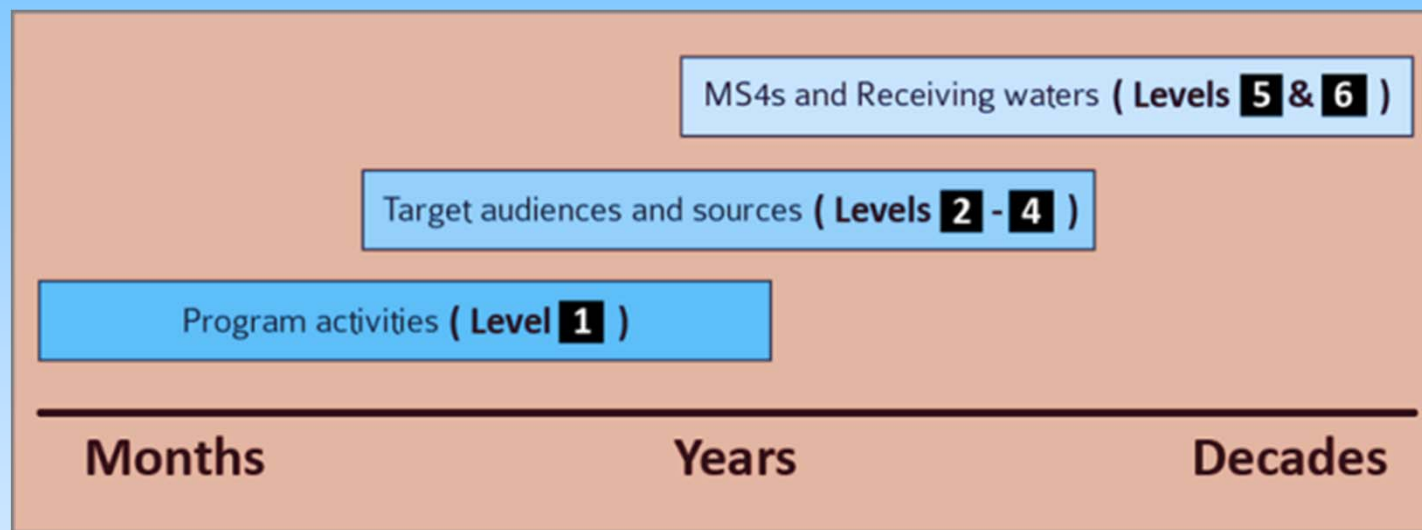 MS4s and Receiving waters ( Levels 5 & 6 )
Target audiences and sources ( Levels 2 - 4 )
Program activities ( Level 1 )
Months Years Decades